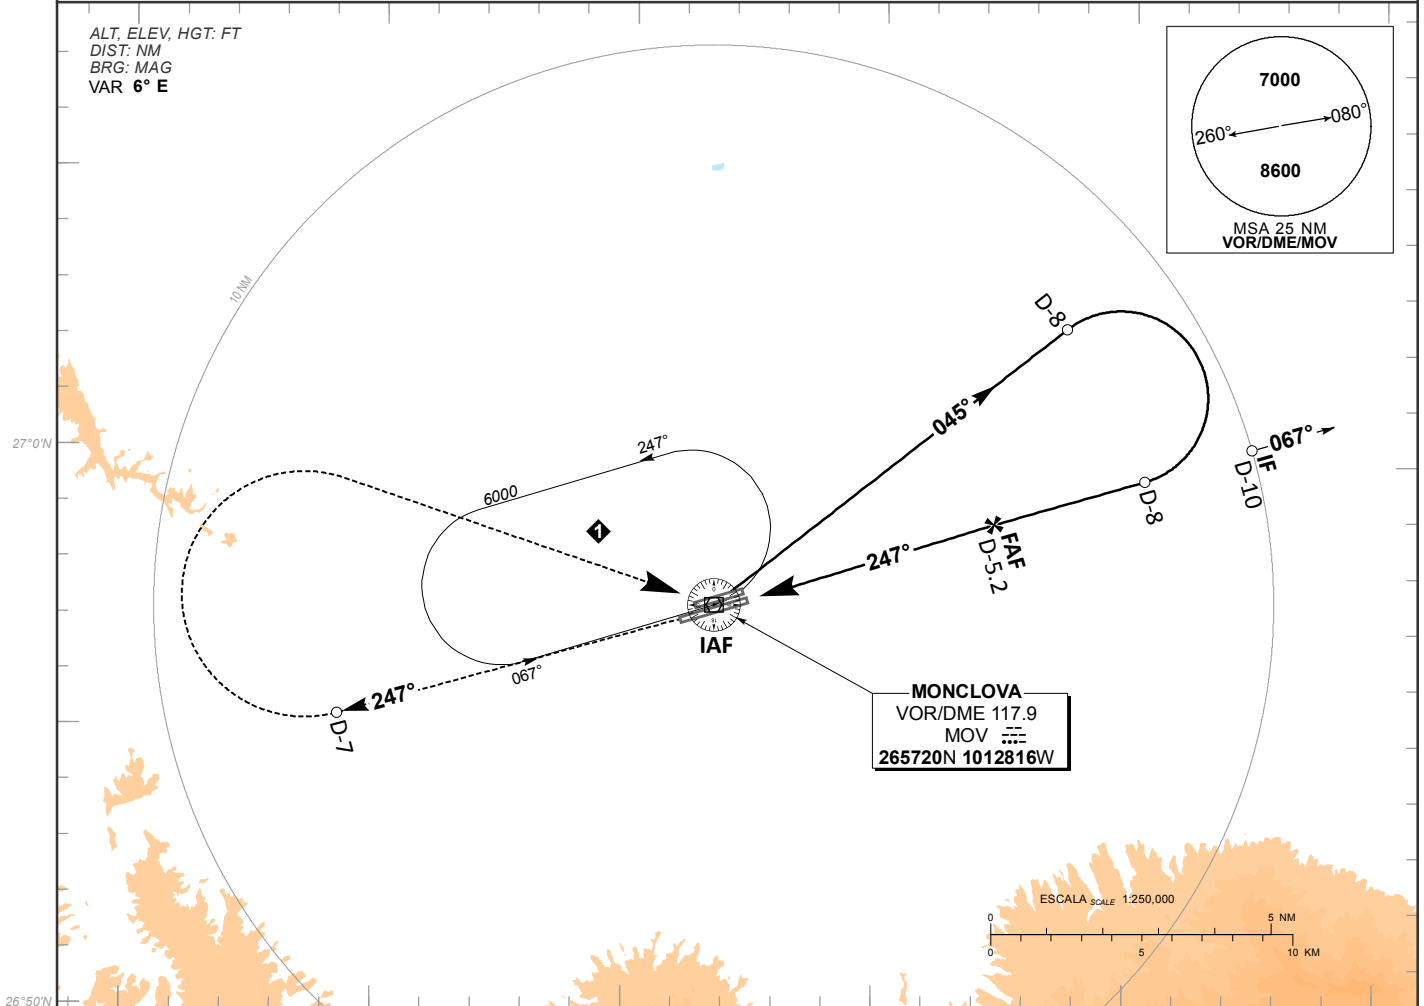 ALT, ELEV, HGT: FT
DIST: NM
BRG: MAG
VAR 6° E
7000
080°
260°
8600
MSA 25 NM
VOR/DME/MOV
10 NM
D-8
045°
27°0'N
247°
6000
1
067°
IF
D-10
D-8
FAF
D-5.2
247°
IAF
067°
247°
D-7
MONCLOVA
VOR/DME 117.9
MOV
265720N 1012816W
ESCALA SCALE 1:250,000
0 5 NM
0 5 10 KM
26°50'N